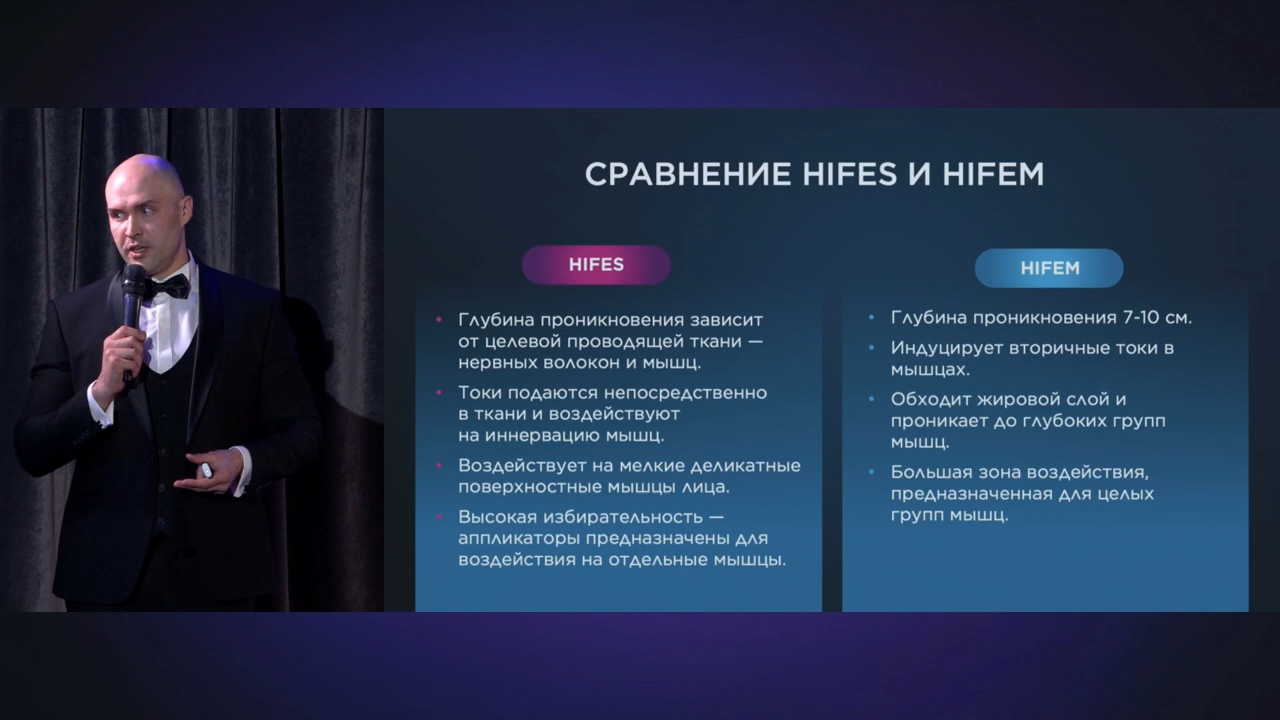 СРАВНЕНИЕ HIFES И HIFEM
HIFES
Глубина проникновения зависит
от целевой проводящей ткани —
нервных волокон и мышц.
Токи подаются непосредственно
в ткани и воздействуют
на иннервацию мышц.
Воздействует на мелкие деликатные
поверхностные мышцы лица.
Высокая избирательность —
аппликаторы предназначены для
воздействия на отдельные мышцы.
HIFEM
Глубина проникновения 7-10 см.
Индуцирует вторичные токи в
мышцах.
Обходит жировой слой и
проникает до глубоких групп
мышц.
Большая зона воздействия,
предназначенная для целых
групп мышц.